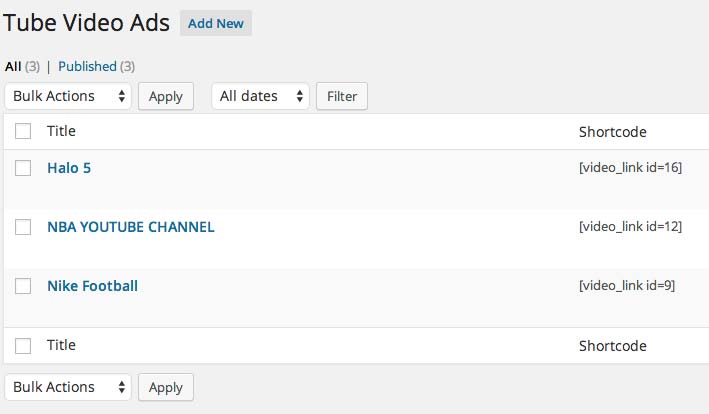 Tube Video Ads Add New
All (3) | Published (3)
Bulk Actions Apply All dates Filter
Title Shortcode
Halo 5 [video_link id=16]
NBA YOUTUBE CHANNEL [video_link id=12]
Nike Football [video_link id=9]
Title Shortcode
Bulk Actions Apply